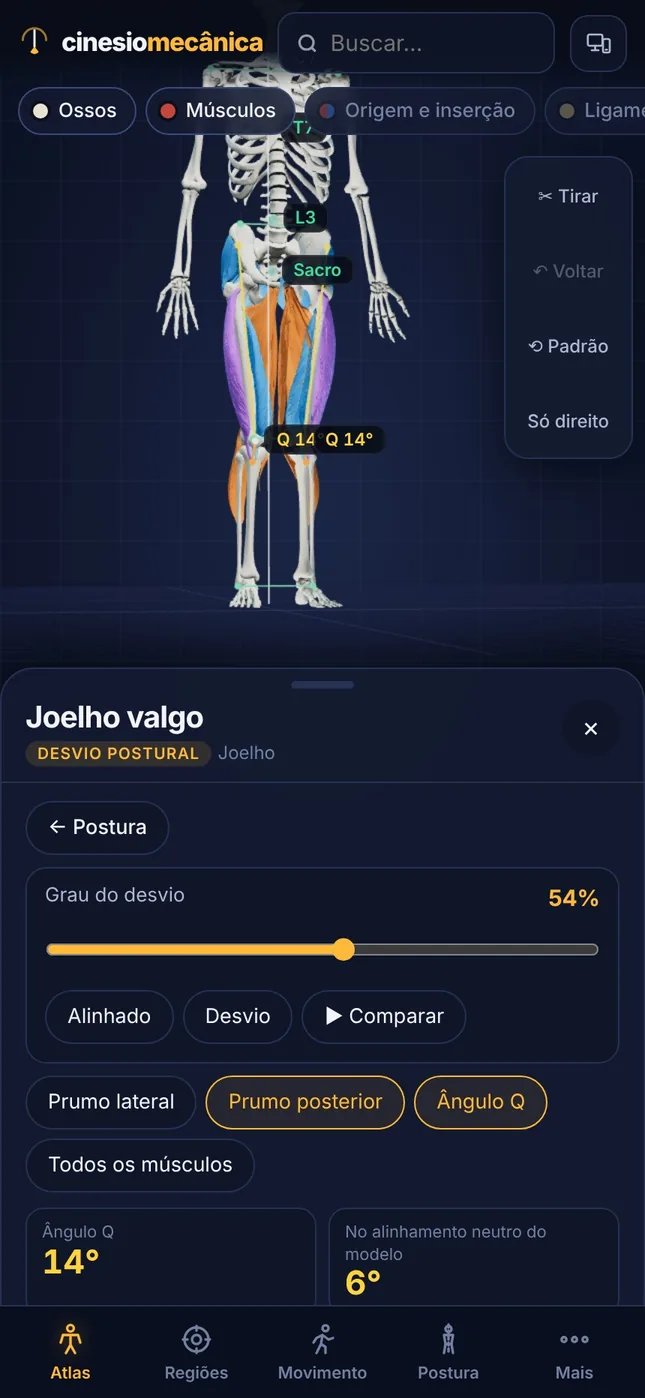 cinesiomecânica
Buscar...
Ossos
Músculos
Origem e inserção
T7
✂ Tirar
L3
↶ Voltar
Sacro
⟲ Padrão
Só direito
Q 14° Q 14°
Joelho valgo
DESVIO POSTURAL Joelho
×
← Postura
Grau do desvio
54%
Alinhado
Desvio
▶ Comparar
Prumo lateral
Prumo posterior
Ângulo Q
Todos os músculos
Ângulo Q
14°
No alinhamento neutro do
modelo
6°
Atlas
Regiões
Movimento
Postura
Mais